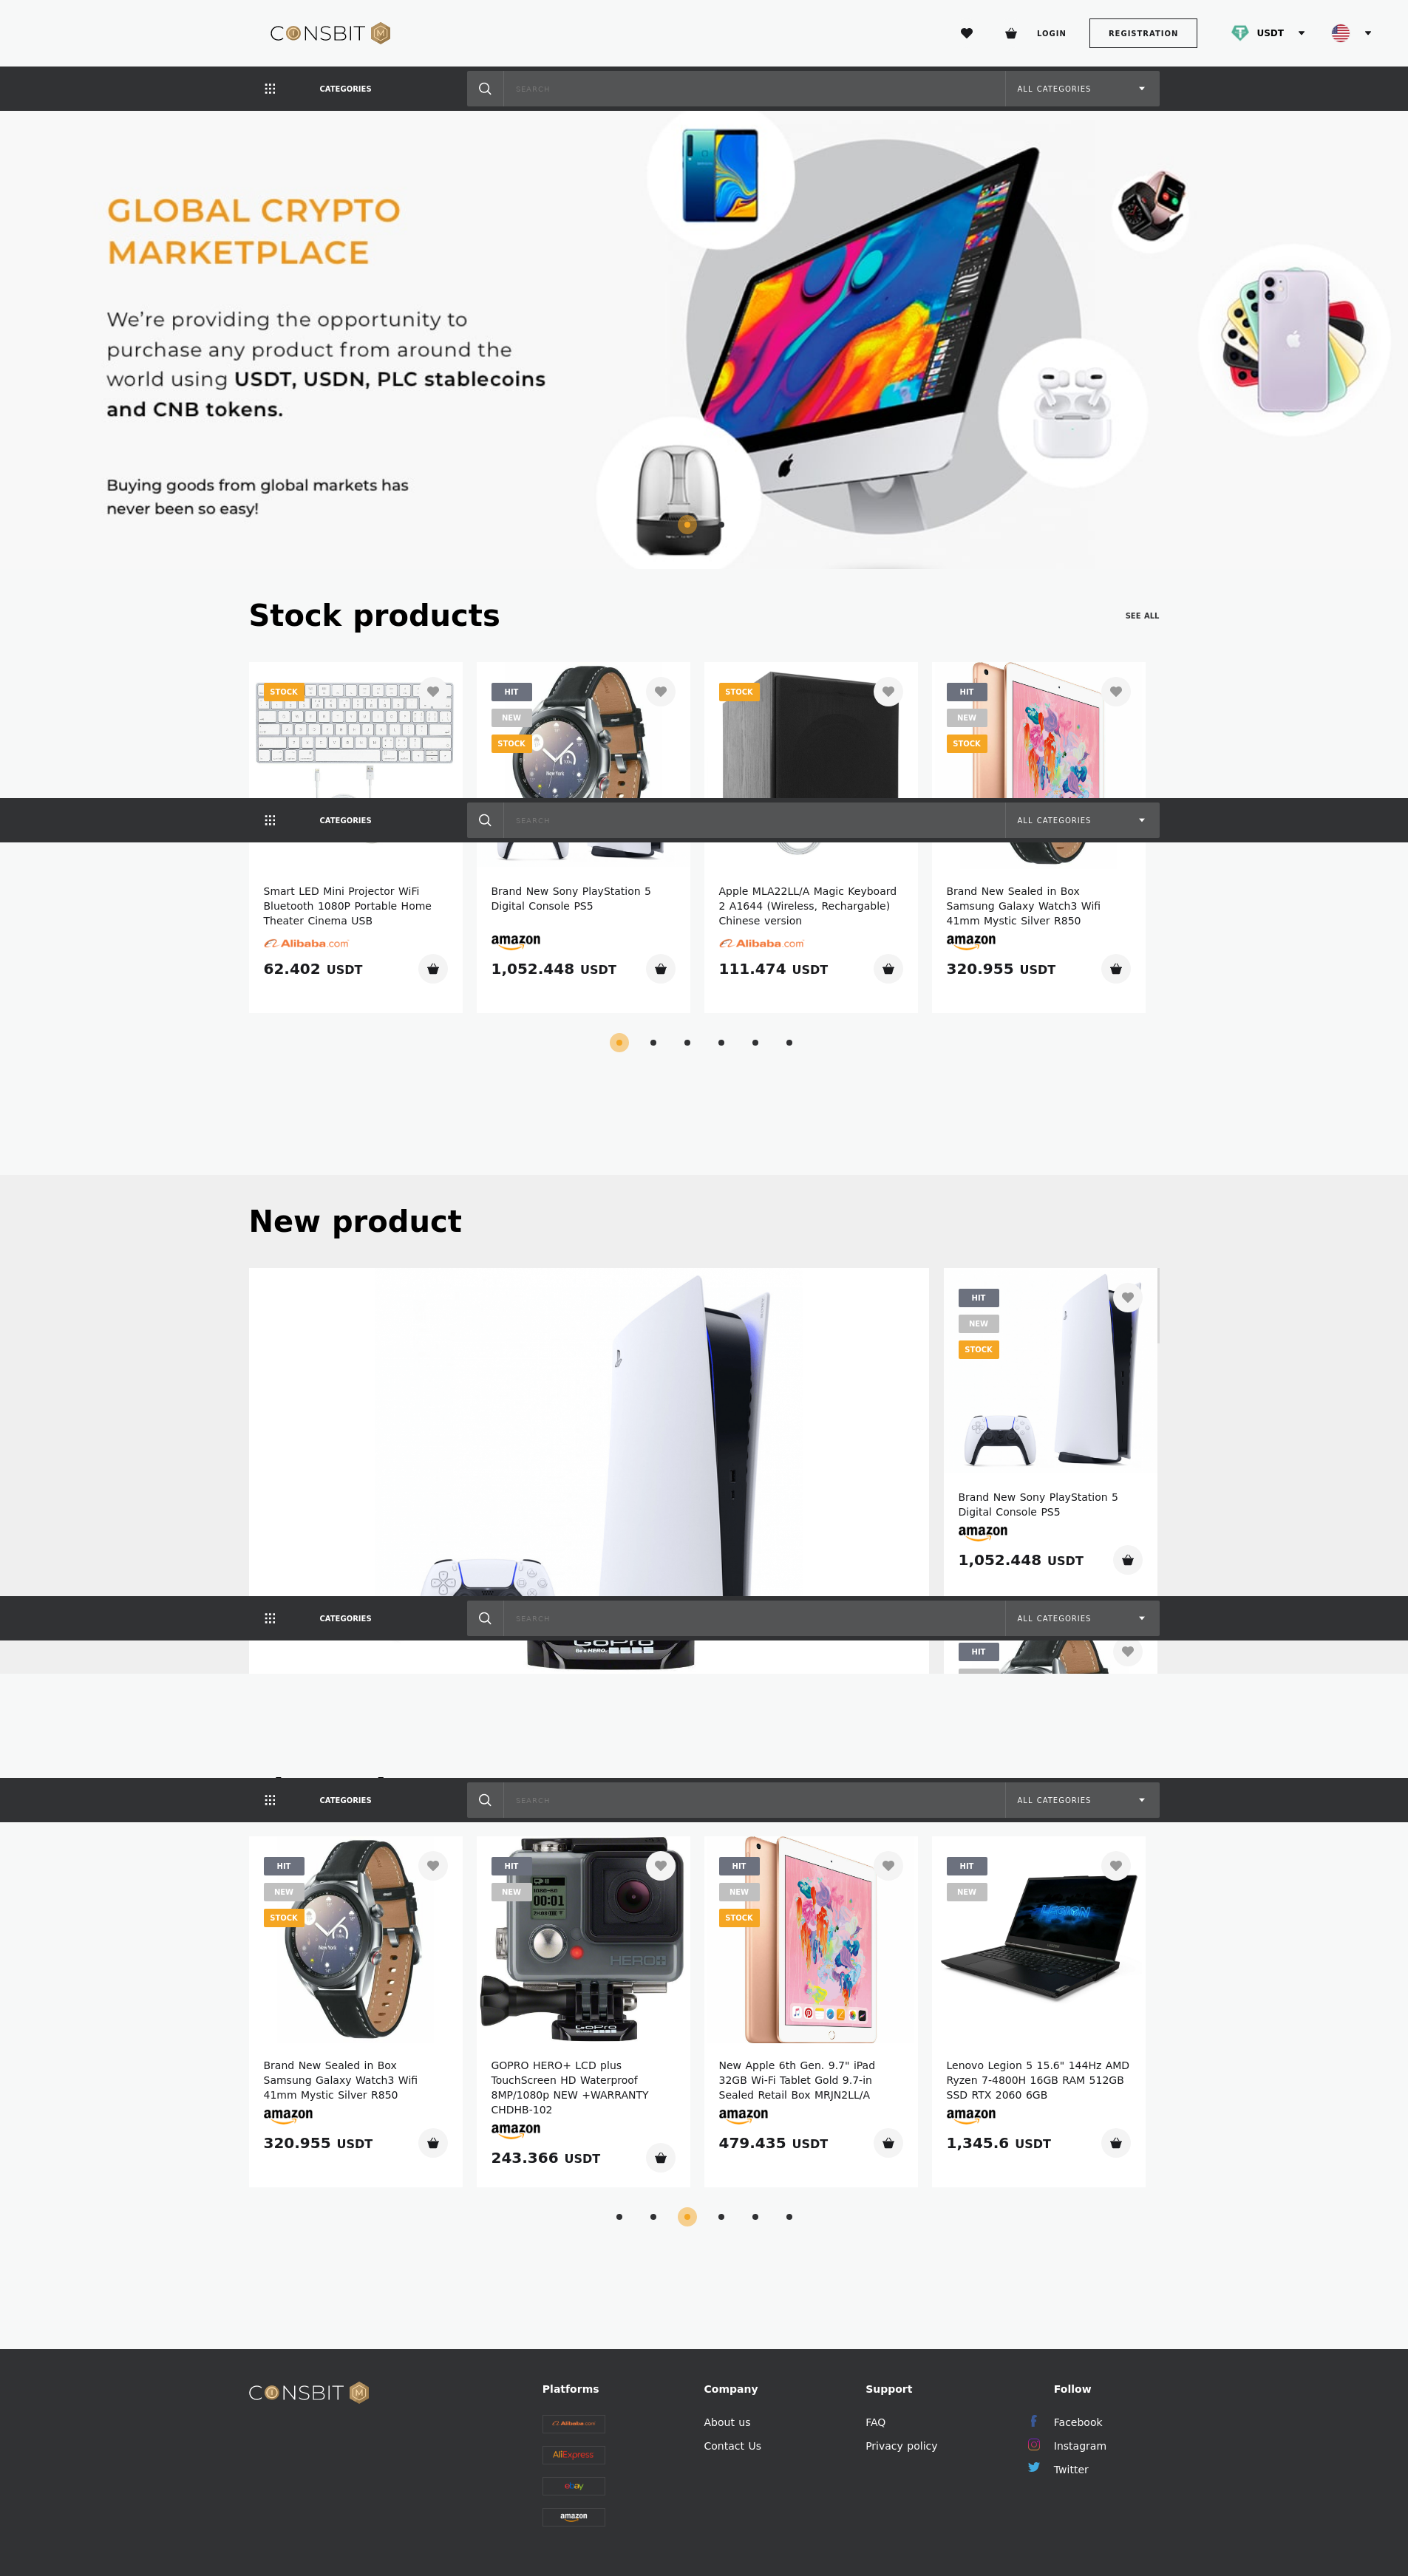 CONSBIT M
LOGIN
REGISTRATION
USDT
CATEGORIES
SEARCH
ALL CATEGORIES
GLOBAL CRYPTO
MARKETPLACE
We’re providing the opportunity to
purchase any product from around the
world using USDT, USDN, PLC stablecoins
and CNB tokens.
Buying goods from global markets has
never been so easy!
Stock products
SEE ALL
STOCK
HIT
NEW
STOCK
STOCK
HIT
NEW
STOCK
CATEGORIES
SEARCH
ALL CATEGORIES
Smart LED Mini Projector WiFi
Bluetooth 1080P Portable Home
Theater Cinema USB
Alibaba.com
62.402 USDT
Brand New Sony PlayStation 5
Digital Console PS5
amazon
1,052.448 USDT
Apple MLA22LL/A Magic Keyboard
2 A1644 (Wireless, Rechargable)
Chinese version
Alibaba.com
111.474 USDT
Brand New Sealed in Box
Samsung Galaxy Watch3 Wifi
41mm Mystic Silver R850
amazon
320.955 USDT
New product
HIT
NEW
STOCK
Brand New Sony PlayStation 5
Digital Console PS5
amazon
1,052.448 USDT
CATEGORIES
SEARCH
ALL CATEGORIES
GoPro
Be a HERO.
HIT
CATEGORIES
SEARCH
ALL CATEGORIES
HIT
NEW
STOCK
New York
Brand New Sealed in Box
Samsung Galaxy Watch3 Wifi
41mm Mystic Silver R850
amazon
320.955 USDT
HIT
NEW
00:01
HERO+
GoPro
GOPRO HERO+ LCD plus
TouchScreen HD Waterproof
8MP/1080p NEW +WARRANTY
CHDHB-102
amazon
243.366 USDT
HIT
NEW
STOCK
New Apple 6th Gen. 9.7" iPad
32GB Wi-Fi Tablet Gold 9.7-in
Sealed Retail Box MRJN2LL/A
amazon
479.435 USDT
HIT
NEW
LEGION
Lenovo Legion 5 15.6" 144Hz AMD
Ryzen 7-4800H 16GB RAM 512GB
SSD RTX 2060 6GB
amazon
1,345.6 USDT
CONSBIT M
Platforms
Alibaba.com
AliExpress
ebay
amazon
Company
About us
Contact Us
Support
FAQ
Privacy policy
Follow
Facebook
Instagram
Twitter